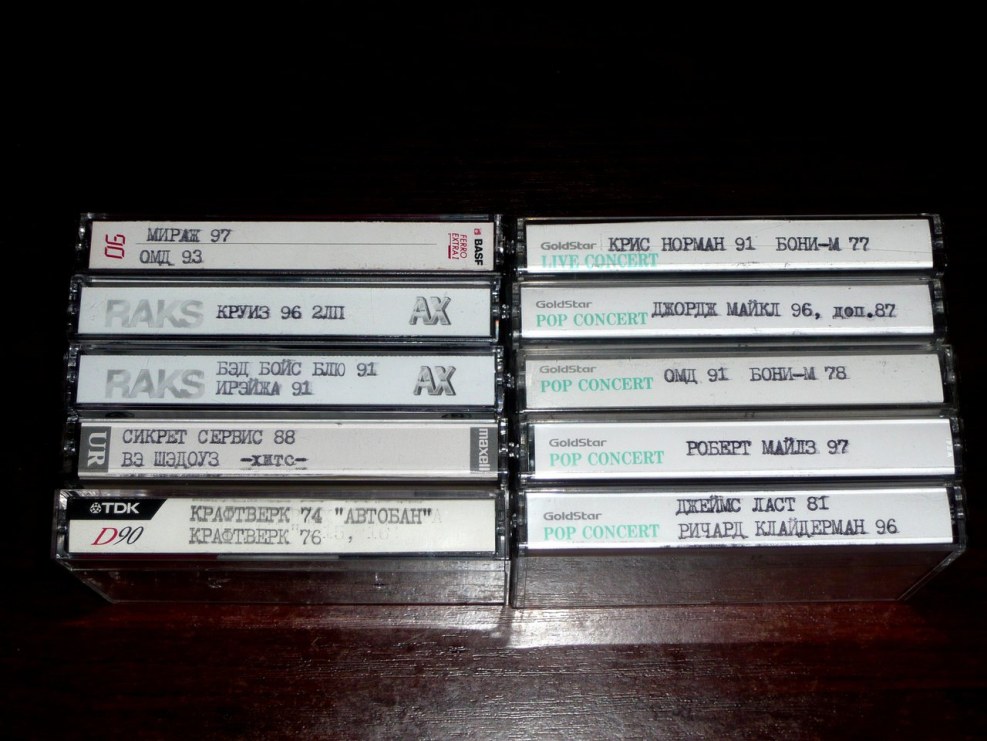 90 МИРАЖ 97
ОМД 93
FERRO EXTRA I
BASF
RAKS КРУИЗ 96 2ЛП AX
RAKS БЭД БОЙС БЛЮ 91 AX
ИРЭЙЖА 91
UR СИКРЕТ СЕРВИС 88 maxell
ВЭ ШЭДОУЗ -хитс-
TDK КРАФТВЕРК 74 "АВТОБАН"
D90 КРАФТВЕРК 76
GoldStar КРИС НОРМАН 91 БОНИ-М 77
LIVE CONCERT
GoldStar
POP CONCERT ДЖОРДЖ МАЙКЛ 96, доп.87
GoldStar
POP CONCERT ОМД 91 БОНИ-М 78
GoldStar РОБЕРТ МАЙЛЗ 97
POP CONCERT
GoldStar ДЖЕЙМС ЛАСТ 81
POP CONCERT РИЧАРД КЛАЙДЕРМАН 96